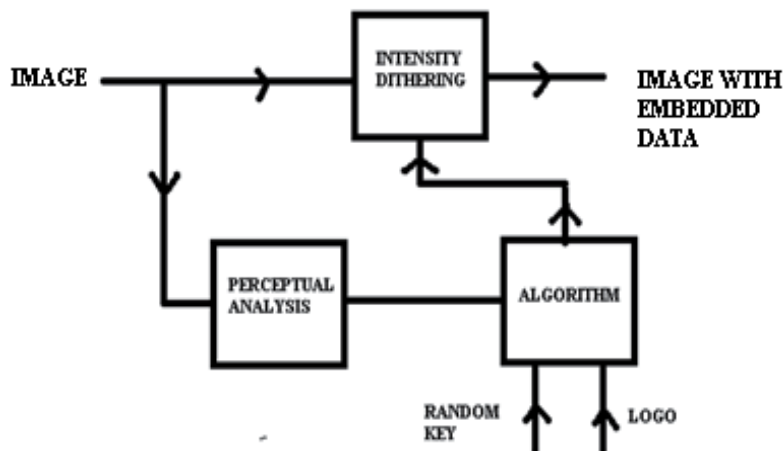 INTENSITY
DITHERING
IMAGE
IMAGE WITH
EMBEDDED
DATA
PERCEPTUAL
ANALYSIS
ALGORITHM
RANDOM
KEY
LOGO